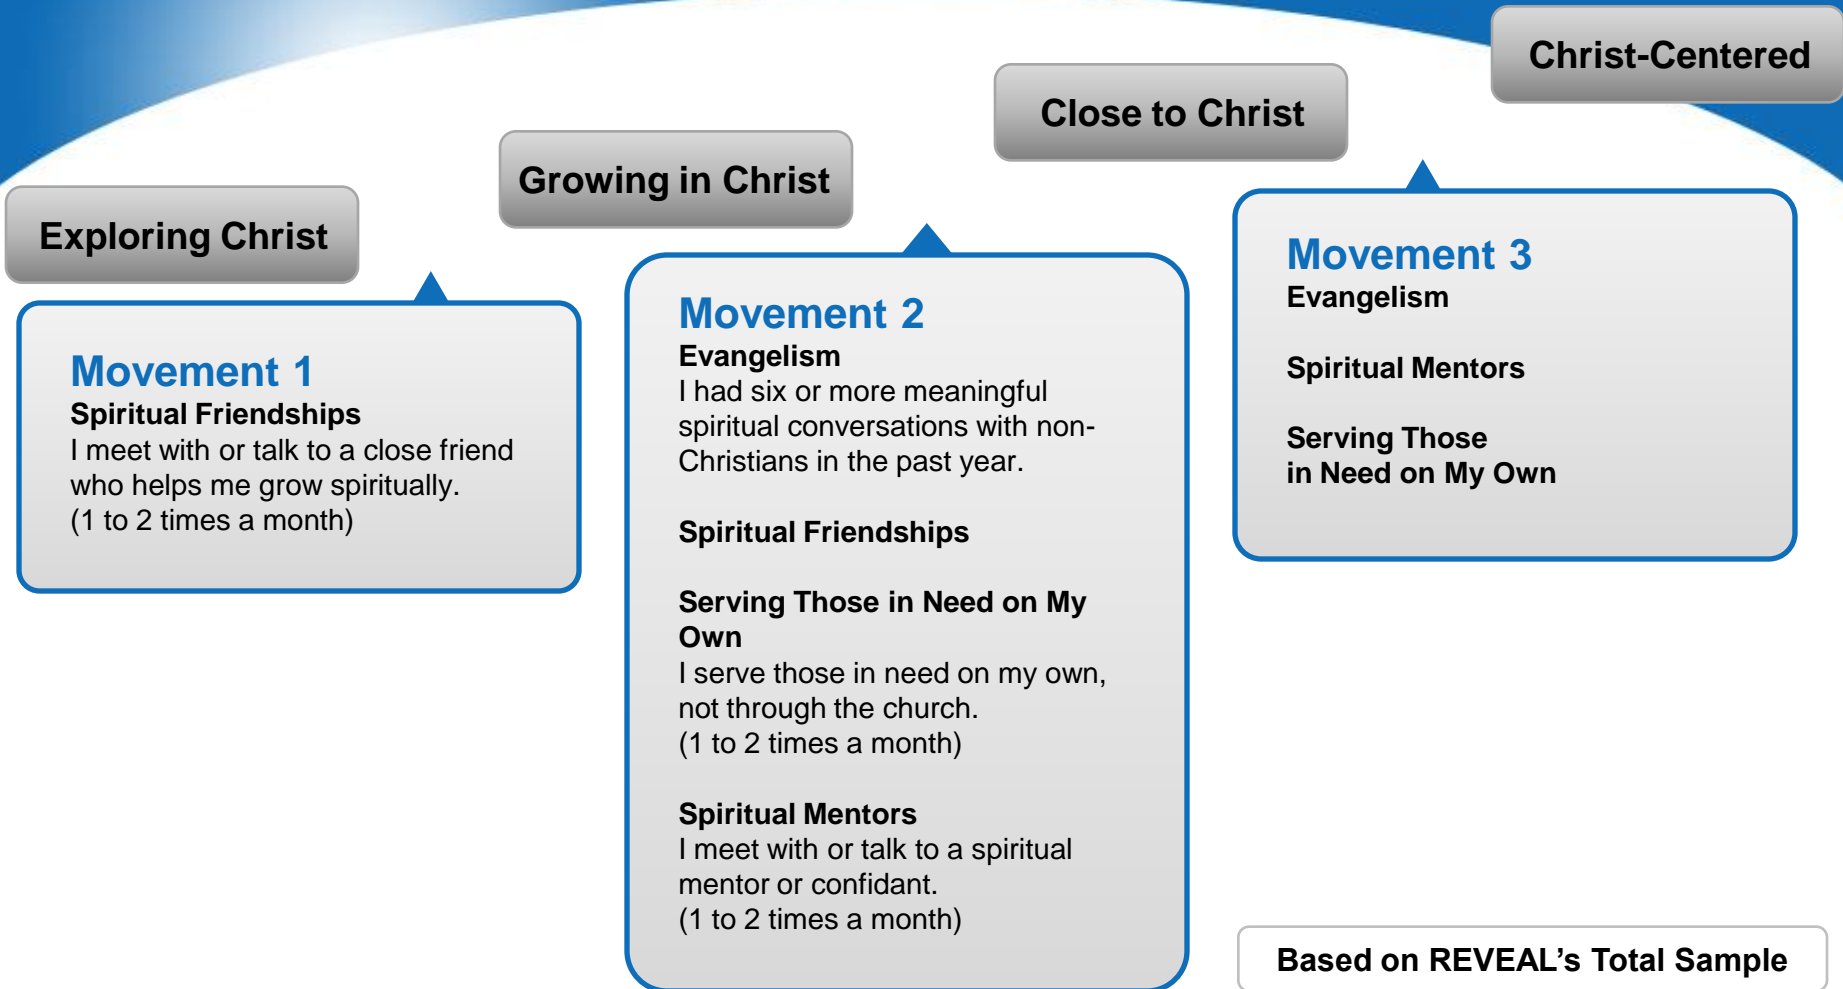 Christ-Centered
Close to Christ
Growing in Christ
Exploring Christ
Movement 1
Spiritual Friendships
I meet with or talk to a close friend
who helps me grow spiritually.
(1 to 2 times a month)
Movement 2
Evangelism
I had six or more meaningful
spiritual conversations with non-
Christians in the past year.
Spiritual Friendships
Serving Those in Need on My
Own
I serve those in need on my own,
not through the church.
(1 to 2 times a month)
Spiritual Mentors
I meet with or talk to a spiritual
mentor or confidant.
(1 to 2 times a month)
Movement 3
Evangelism
Spiritual Mentors
Serving Those
in Need on My Own
Based on REVEAL’s Total Sample